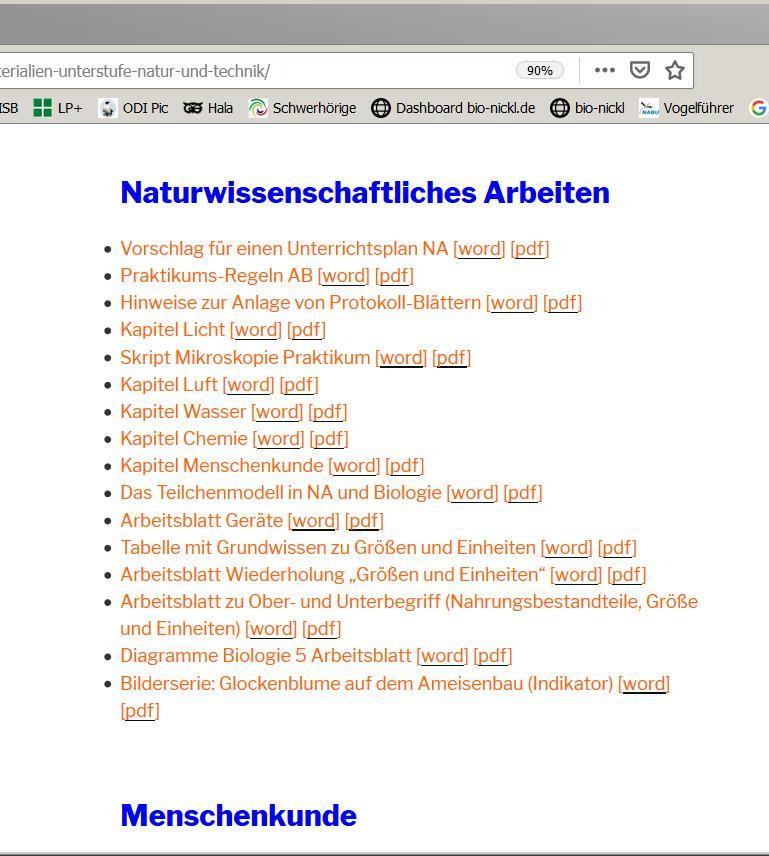 erialien-unterstufe-natur-und-technik/ 90%
ISB LP+ ODI Pic Hala Schwerhörige Dashboard bio-nickl.de bio-nickl Vogelführer
Naturwissenschaftliches Arbeiten
Vorschlag für einen Unterrichtsplan NA [word] [pdf]
Praktikums-Regeln AB [word] [pdf]
Hinweise zur Anlage von Protokoll-Blättern [word] [pdf]
Kapitel Licht [word] [pdf]
Skript Mikroskopie Praktikum [word] [pdf]
Kapitel Luft [word] [pdf]
Kapitel Wasser [word] [pdf]
Kapitel Chemie [word] [pdf]
Kapitel Menschenkunde [word] [pdf]
Das Teilchenmodell in NA und Biologie [word] [pdf]
Arbeitsblatt Geräte [word] [pdf]
Tabelle mit Grundwissen zu Größen und Einheiten [word] [pdf]
Arbeitsblatt Wiederholung „Größen und Einheiten“ [word] [pdf]
Arbeitsblatt zu Ober- und Unterbegriff (Nahrungsbestandteile, Größe
und Einheiten) [word] [pdf]
Diagramme Biologie 5 Arbeitsblatt [word] [pdf]
Bilderserie: Glockenblume auf dem Ameisenbau (Indikator) [word]
[pdf]
Menschenkunde